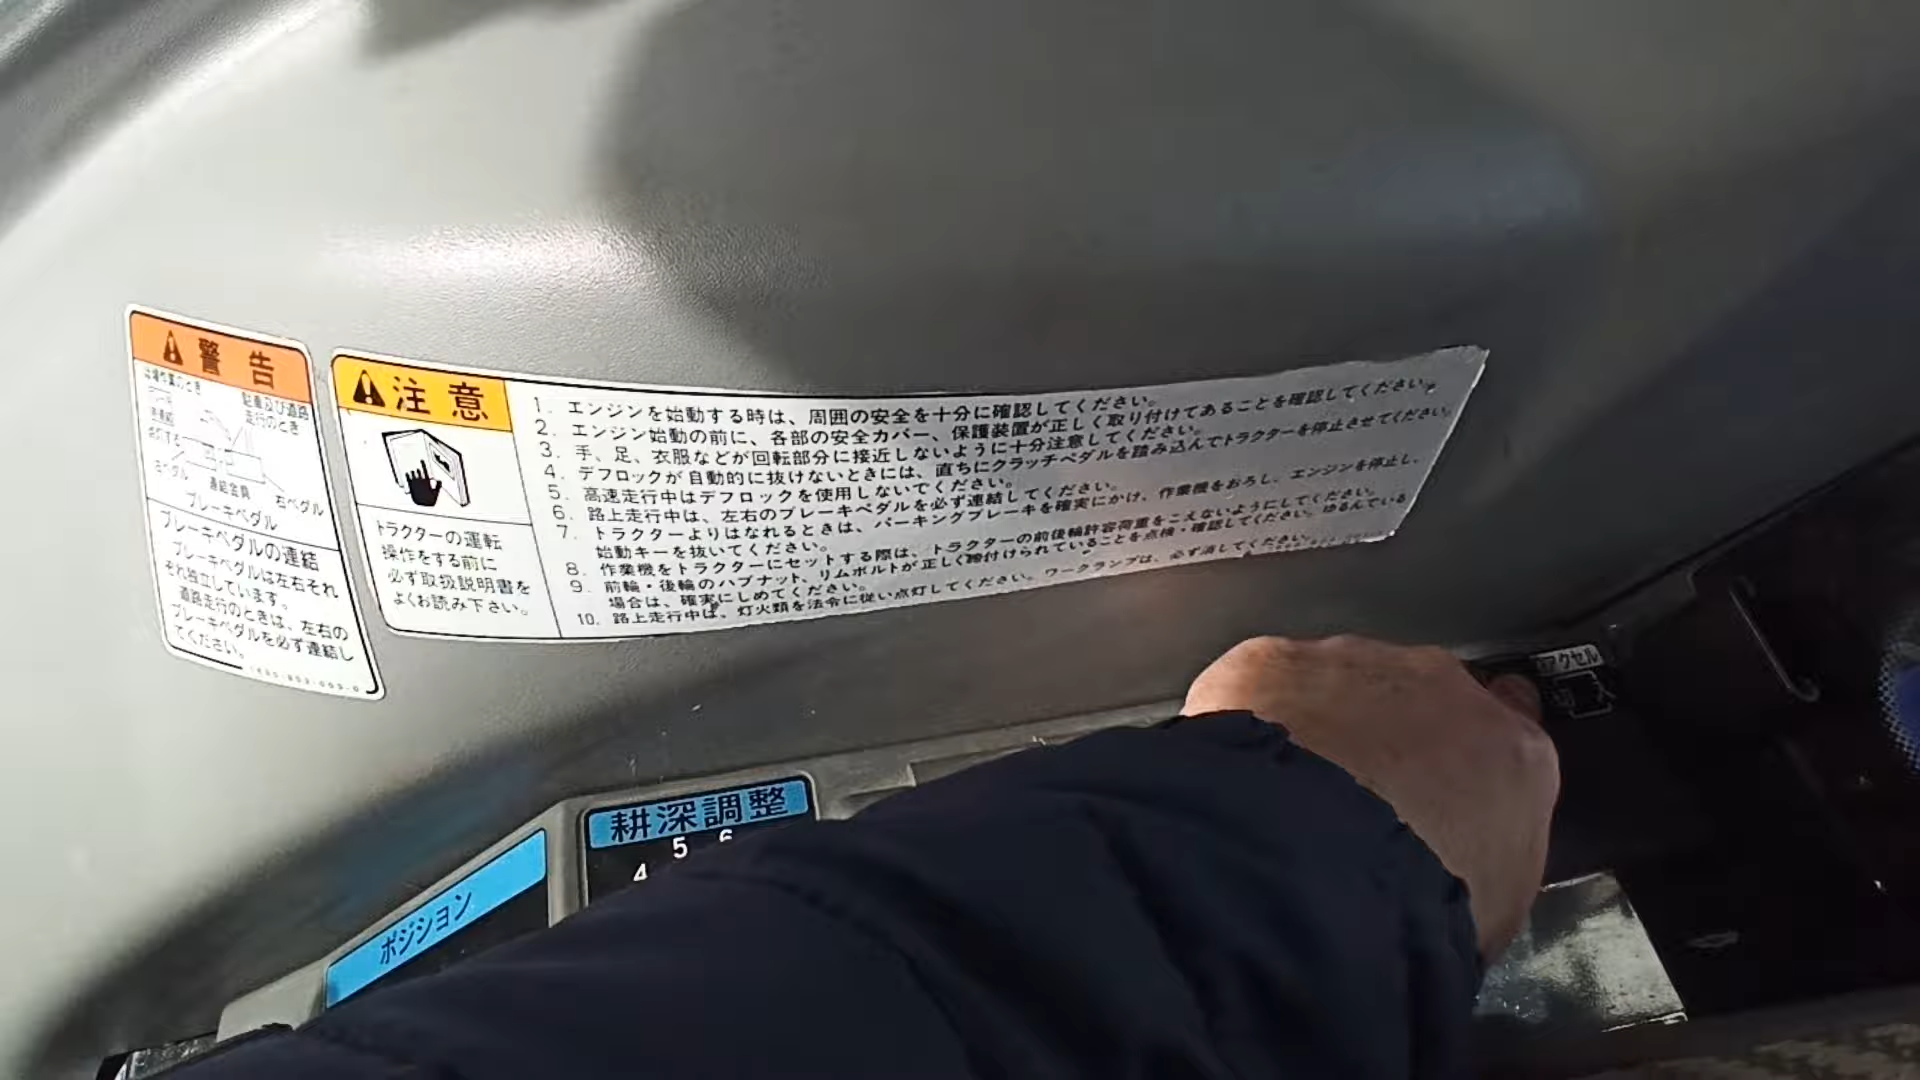 警告
ほ場作業のとき
駐車及び道路
走行のとき
連結金具
右ペダル
ブレーキペダル
ブレーキペダルの連結
ブレーキペダルは左右それ
ぞれ独立しています。
道路走行のときは、左右の
ブレーキペダルを必ず連結し
てください。
注意
トラクターの運転
操作をする前に
必ず取扱説明書を
よくお読み下さい。
1. エンジンを始動する時は、周囲の安全を十分に確認してください。
2. エンジン始動の前に、各部の安全カバー、保護装置が正しく取り付けてあることを確認してください。
3. 手、足、衣服などが回転部分に接近しないように十分注意してください。
4. デフロックが自動的に抜けないときには、直ちにクラッチペダルを踏み込んでトラクターを停止させてください。
5. 高速走行中はデフロックを使用しないでください。
6. 路上走行中は、左右のブレーキペダルを必ず連結してください。
7. トラクターよりはなれるときは、パーキングブレーキを確実にかけ、作業機をおろし、エンジンを停止し、
始動キーを抜いてください。
8. 作業機をトラクターにセットする際は、トラクターの前後輪許容荷重をこえないようにしてください。
9. 前輪・後輪のハブナット、リムボルトが正しく締付けられていることを点検・確認してください。ゆるんでいる
場合は、確実にしめてください。
10. 路上走行中は、灯火類を法令に従い点灯してください。ワークランプは、必ず消してください。
アクセル
耕深調整
4 5 6
ポジション